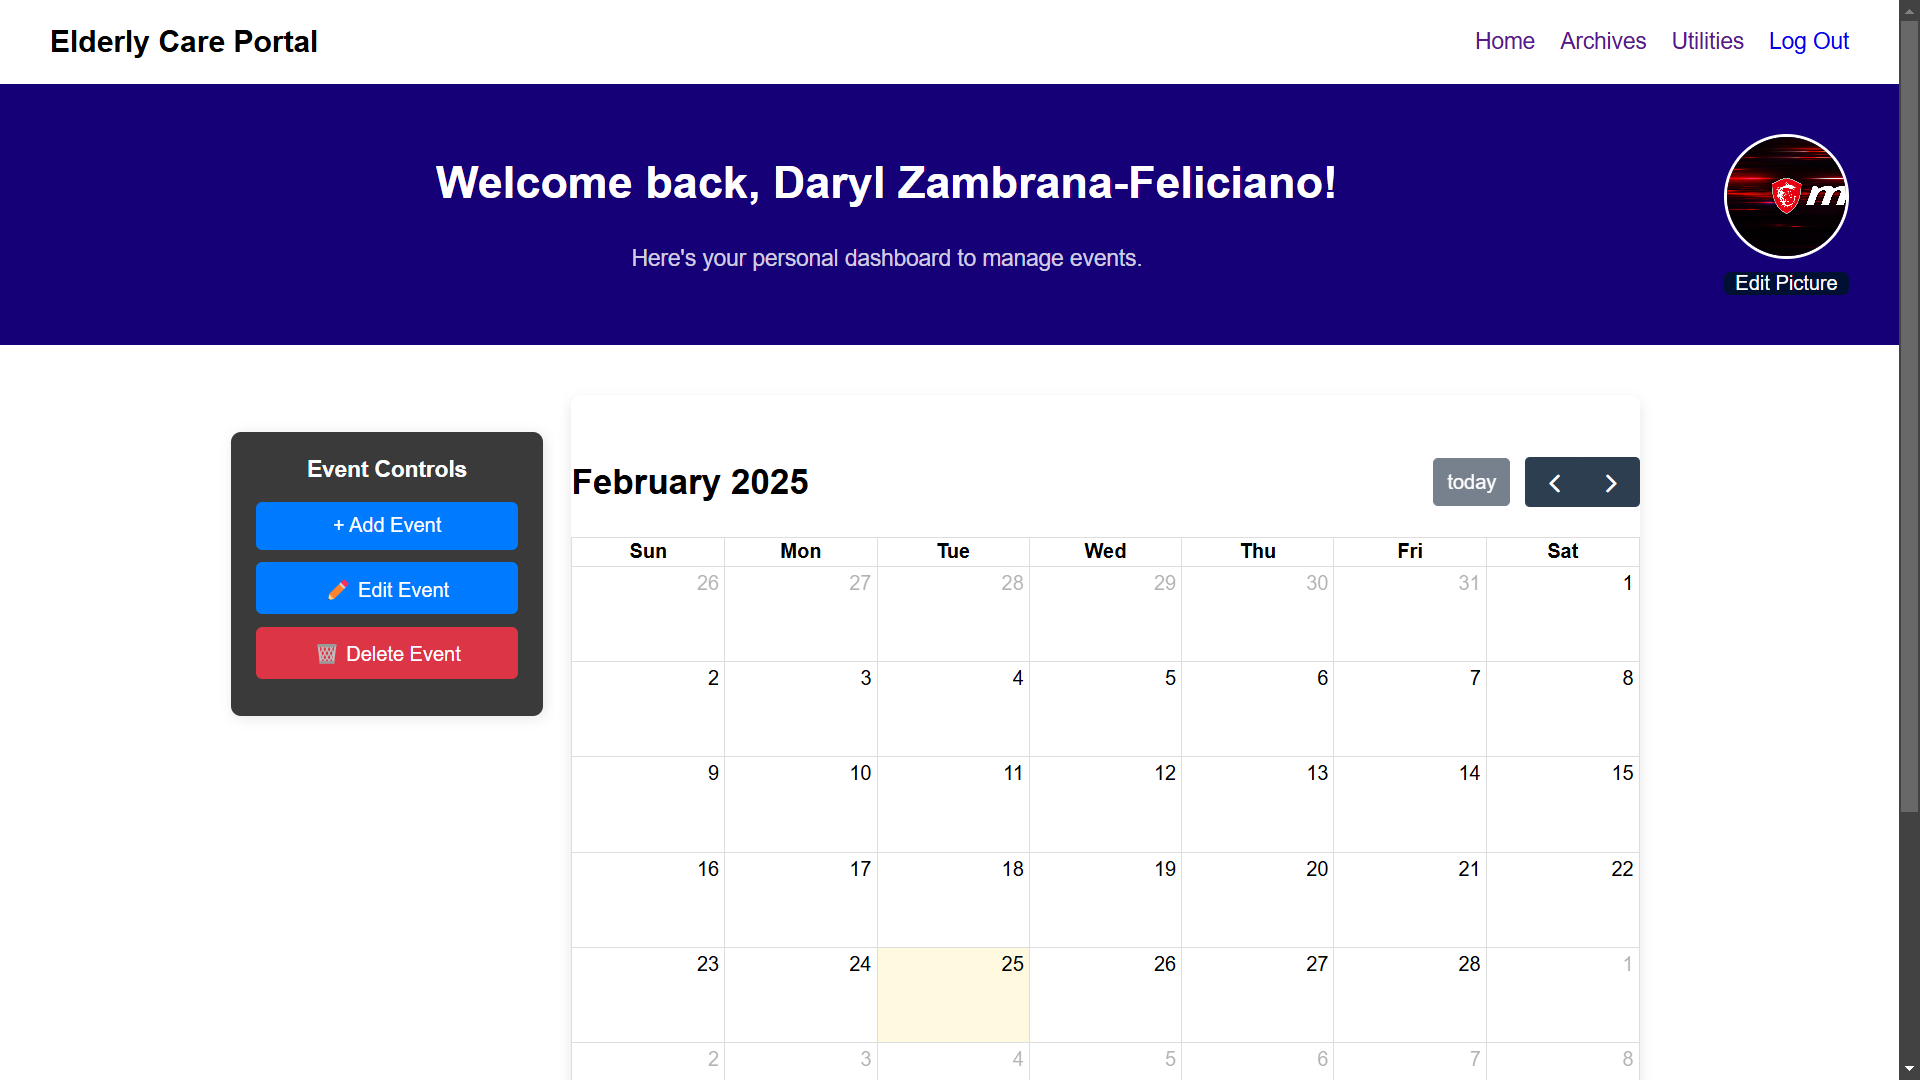 Elderly Care Portal
Home Archives Utilities Log Out
Welcome back, Daryl Zambrana-Feliciano!
Here's your personal dashboard to manage events.
m
Edit Picture
Event Controls
+ Add Event
Edit Event
Delete Event
February 2025
today
Sun Mon Tue Wed Thu Fri Sat
26 27 28 29 30 31 1
2 3 4 5 6 7 8
9 10 11 12 13 14 15
16 17 18 19 20 21 22
23 24 25 26 27 28 1
2 3 4 5 6 7 8